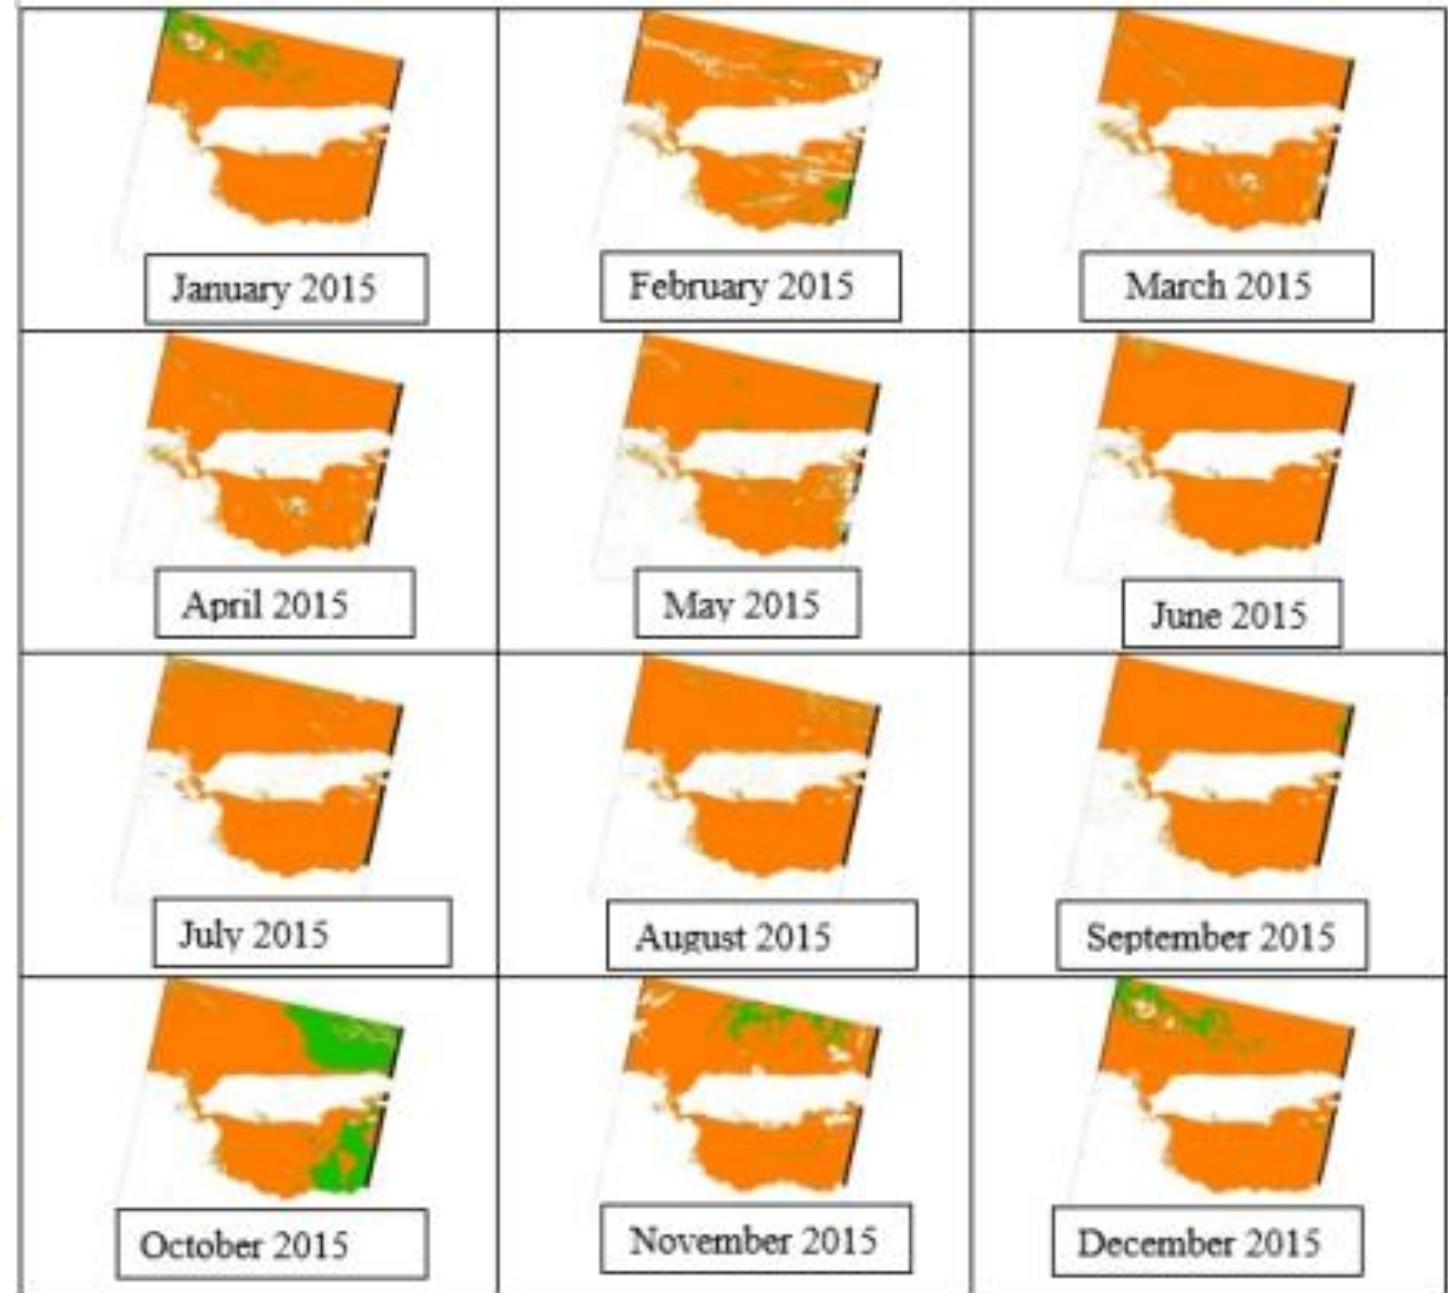 January 2015
February 2015
March 2015
April 2015
May 2015
June 2015
July 2015
August 2015
September 2015
October 2015
November 2015
December 2015